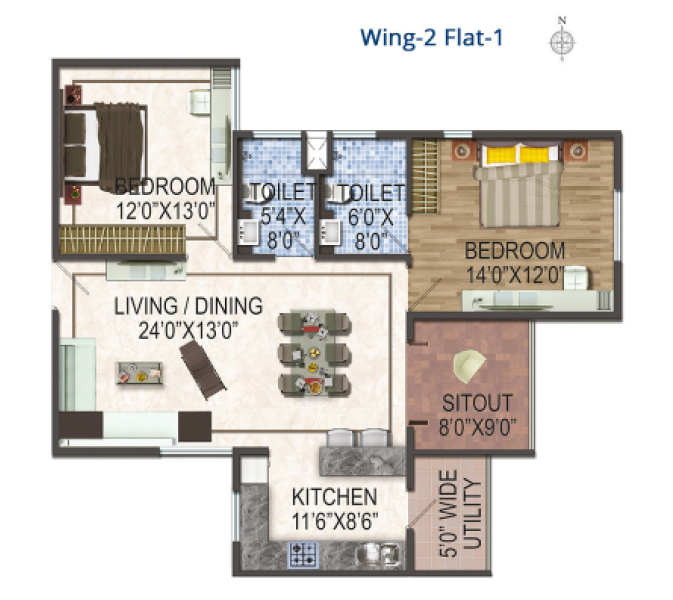 Wing-2 Flat-1
N
BEDROOM
12'0"X13'0"
TOILET
5'4"X
8'0"
TOILET
6'0"X
8'0"
BEDROOM
14'0"X12'0"
LIVING / DINING
24'0"X13'0"
SITOUT
8'0"X9'0"
KITCHEN
11'6"X8'6"
5'0" WIDE
UTILITY